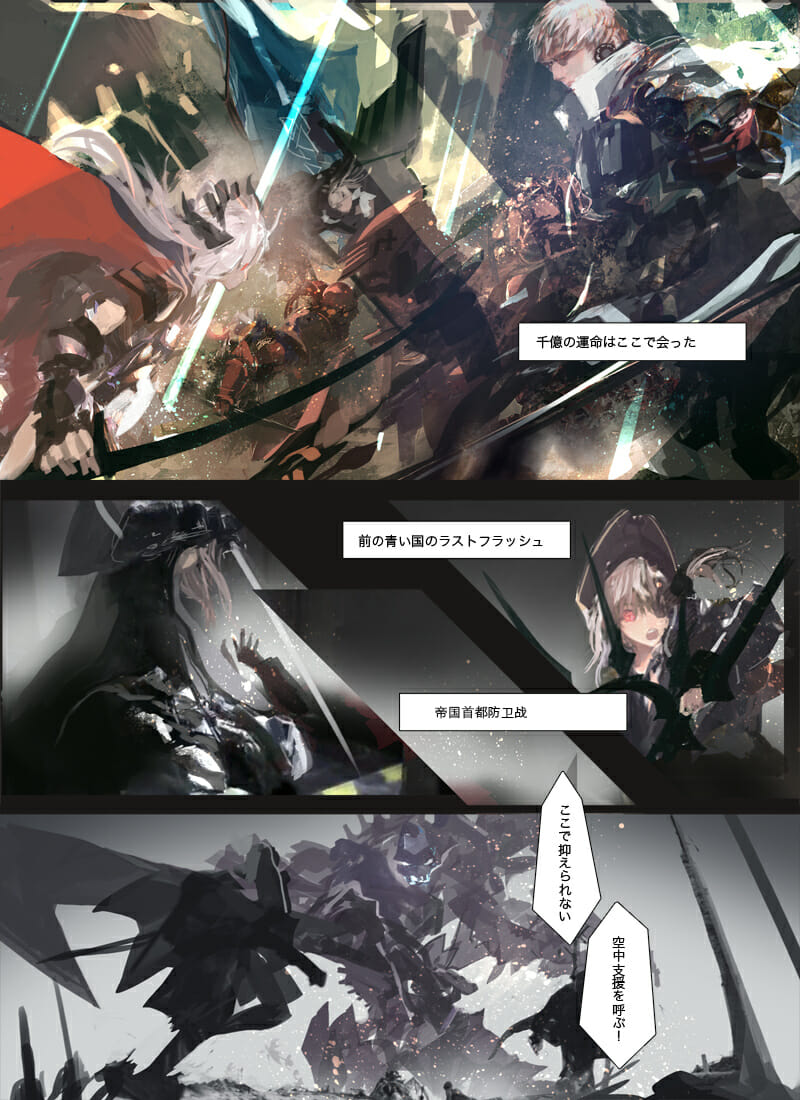 千億の運命はここで会った
前の青い国のラストフラッシュ
帝国首都防卫战
ここで抑えられない
空中支援を呼ぶ!